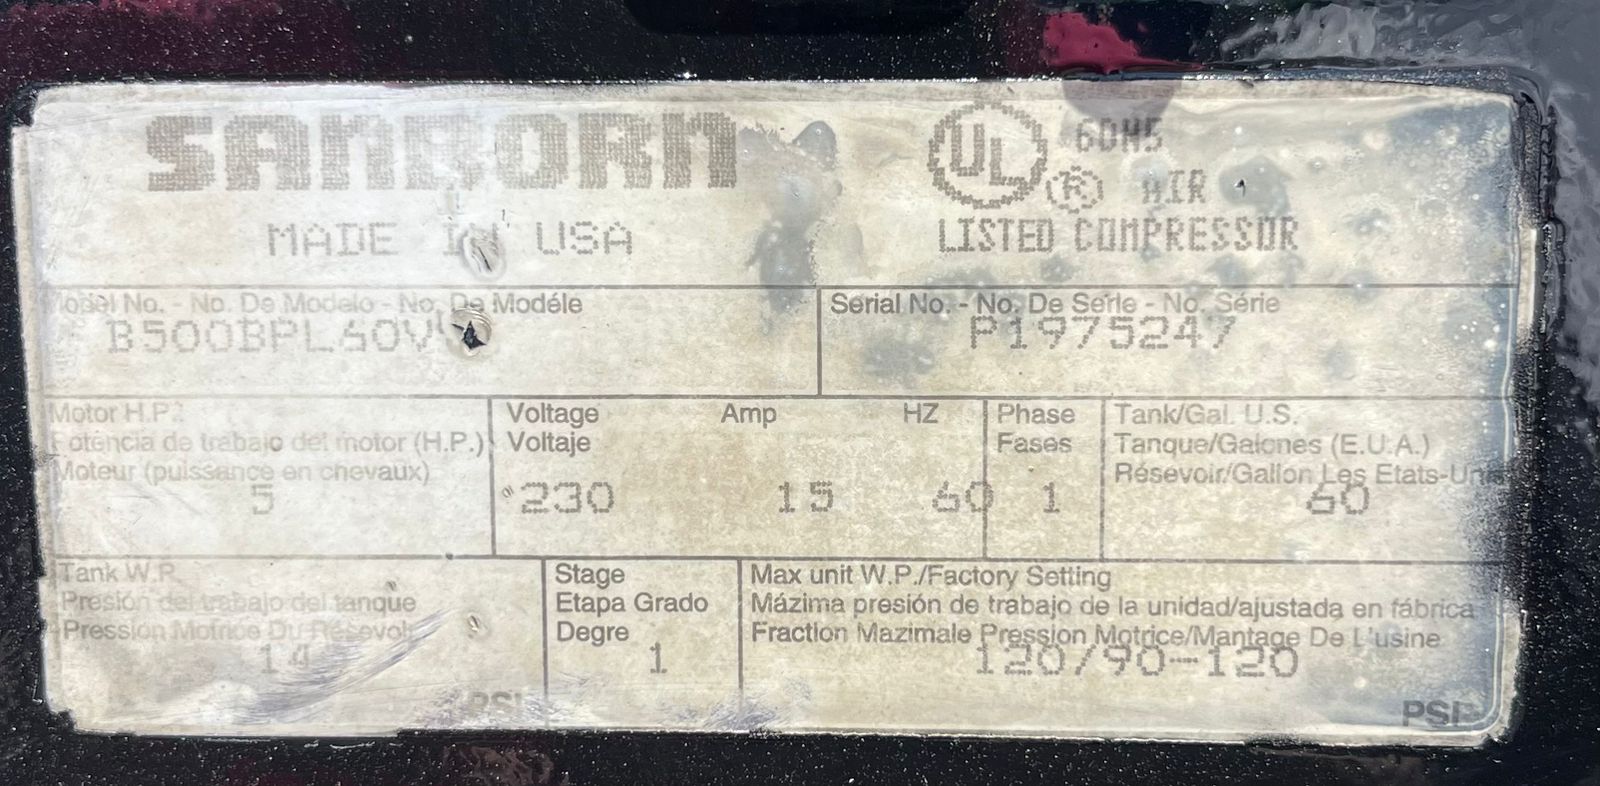 SANBORN
MADE IN USA
UL 60H5
® AIR
LISTED COMPRESSOR
Model No. - No. De Modelo - No. De Modéle
B500BPL60V
Serial No. - No. De Serie - No. Série
P1975247
Motor H.P.
Potencia de trabajo del motor (H.P.)
Moteur (puissance en chevaux)
5
Voltage Amp HZ
Voltaje
230 15 60
Phase
Fases
1
Tank/Gal. U.S.
Tanque/Galones (E.U.A.)
Résevoir/Gallon Les Etats-Unis
60
Tank W.P.
Presión del trabajo del tanque
Pression Motrice Du Résevoir
14
PSI
Stage
Etapa Grado
Degre
1
Max unit W.P./Factory Setting
Mázima presión de trabajo de la unidad/ajustada en fábrica
Fraction Mazimale Pression Motrice/Mantage De L'usine
120/90-120
PSI